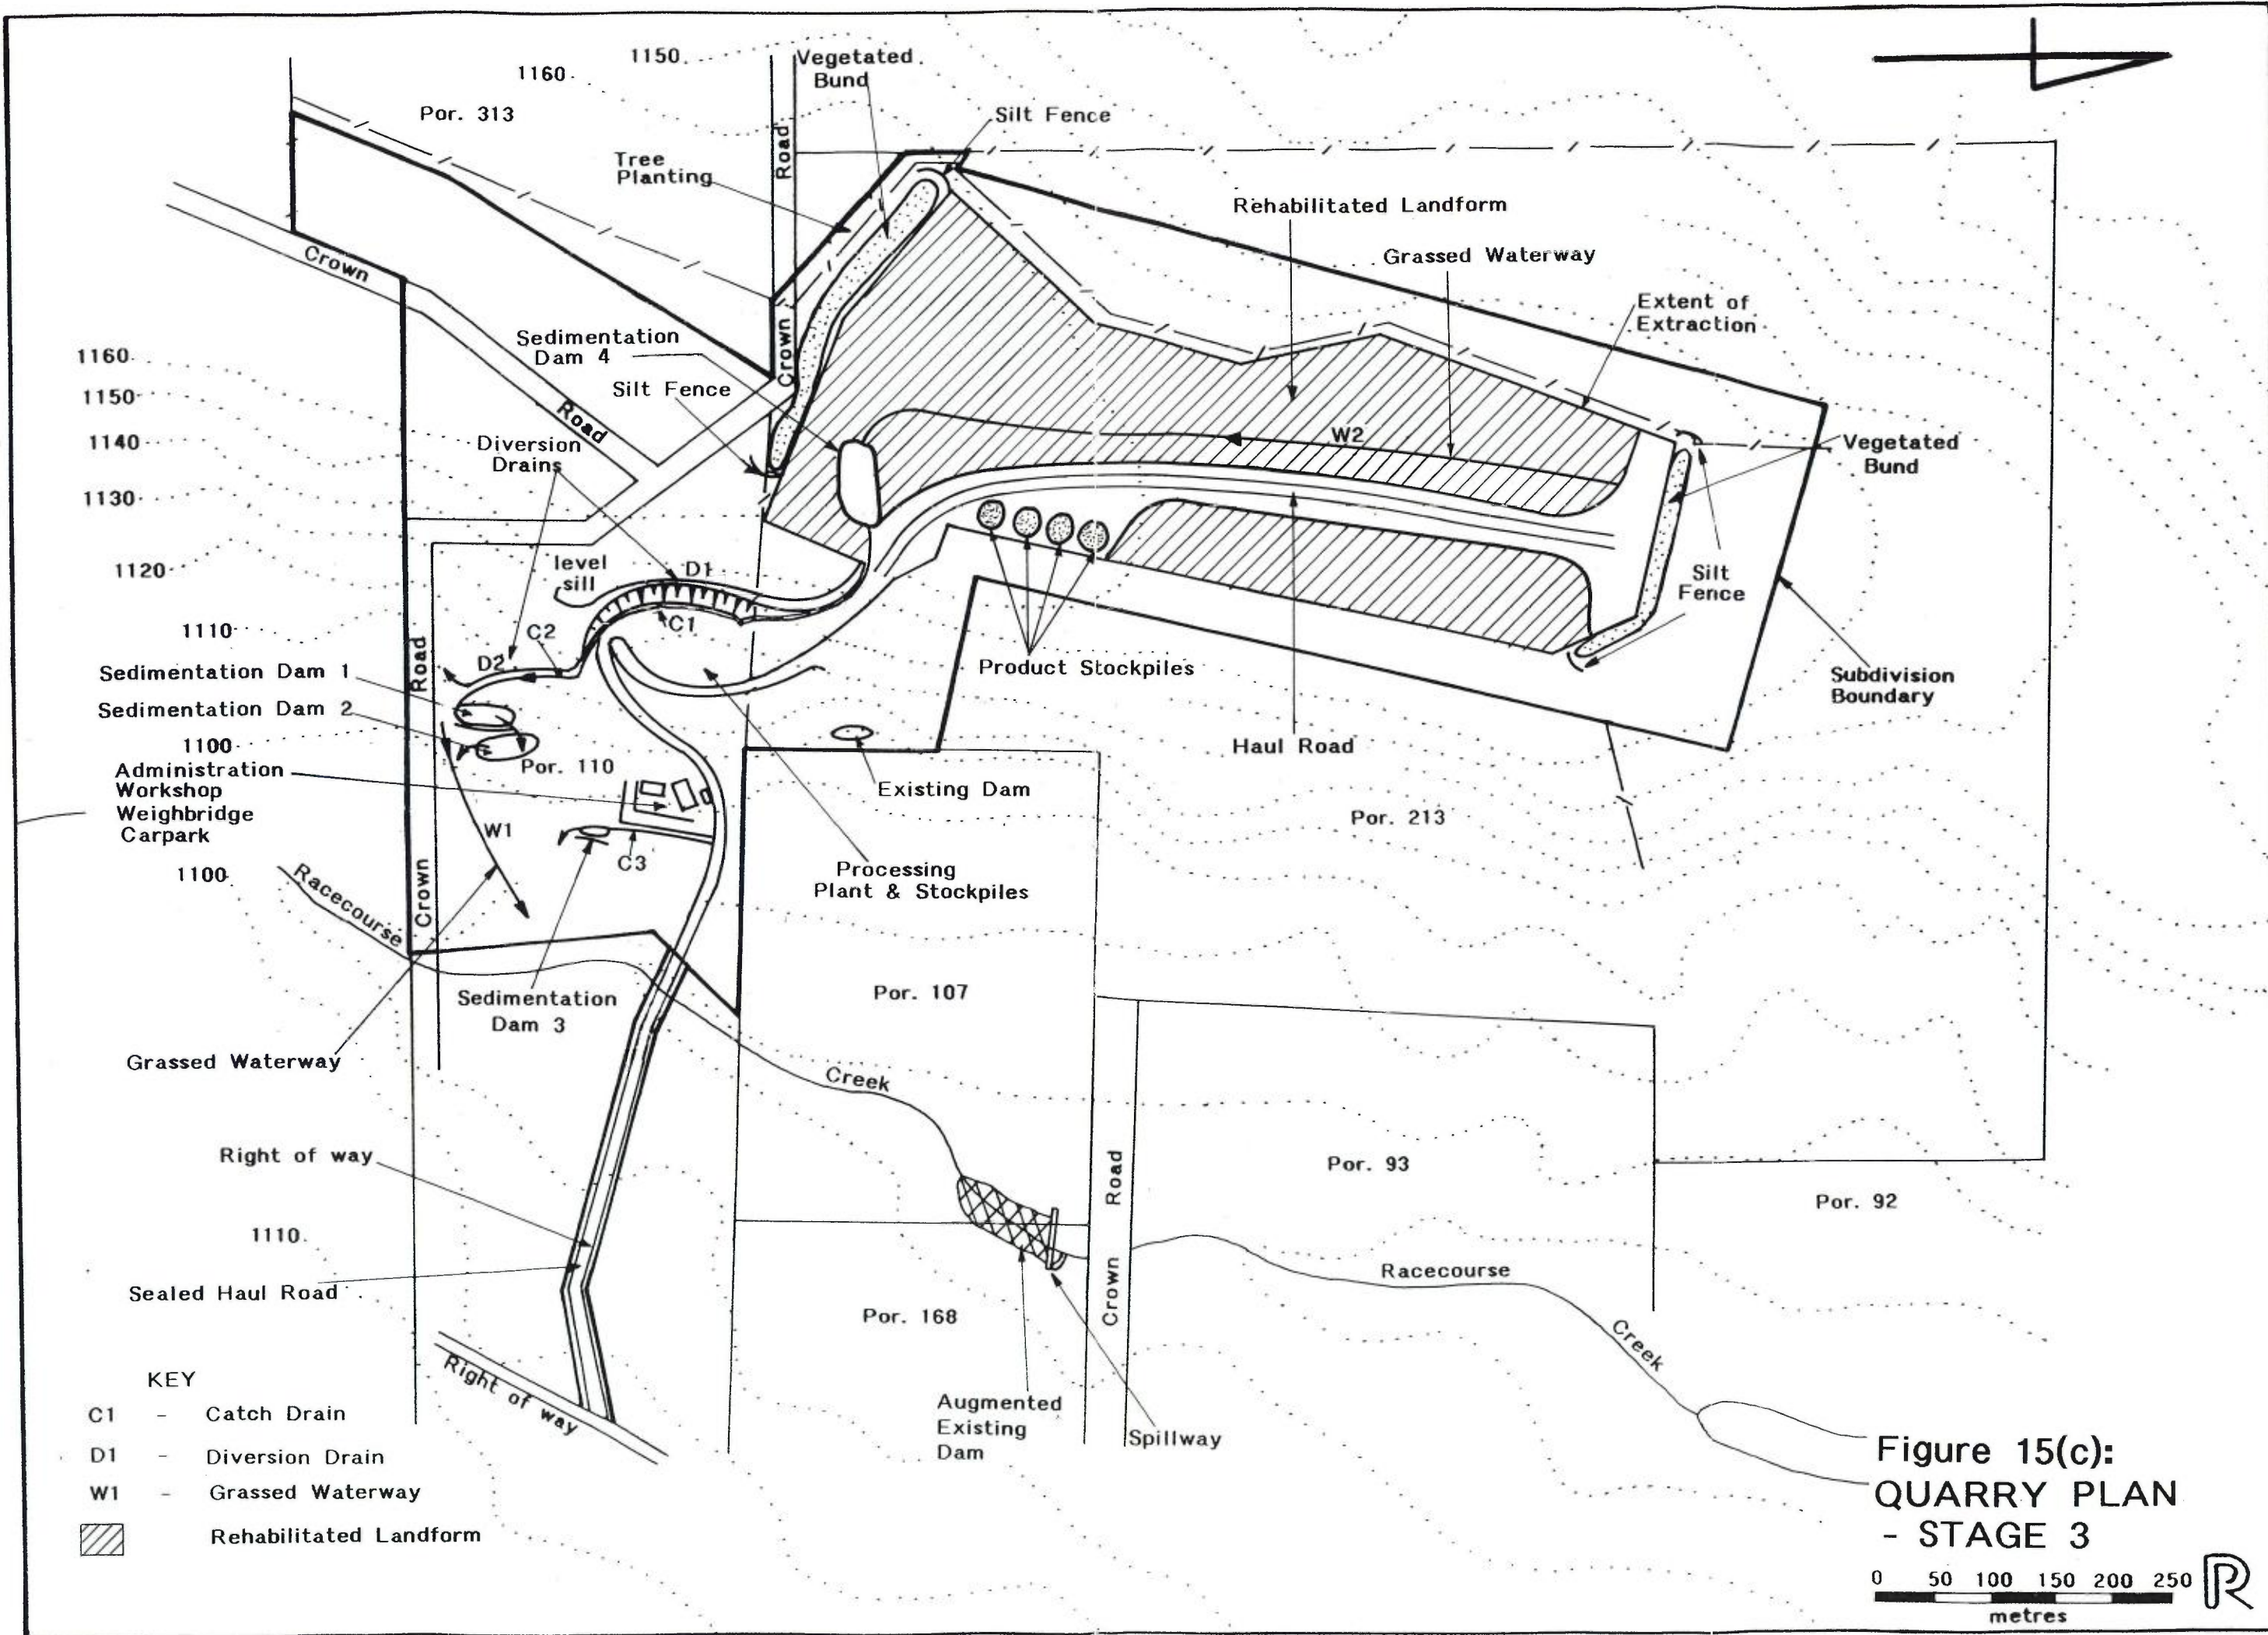 1150
1160
Vegetated
Bund
Por. 313
Silt Fence
Road
Tree
Planting
Rehabilitated Landform
Grassed Waterway
Crown
Extent of
Extraction
Crown
Sedimentation
Dam 4
1160
Silt Fence
1150
Road
W2
1140
Diversion
Drains
Vegetated
Bund
1130
level
sill
D1
1120
Silt
Fence
C1
1110
C2
D2
Road
Sedimentation Dam 1
Product Stockpiles
Subdivision
Boundary
Sedimentation Dam 2
1100
Haul Road
Por. 110
Administration
Workshop
Weighbridge
Carpark
Existing Dam
Por. 213
W1
C3
1100
Racecourse
Crown
Processing
Plant & Stockpiles
Por. 107
Sedimentation
Dam 3
Grassed Waterway
Creek
Right of way
Road
Por. 93
Por. 92
1110
Sealed Haul Road
Crown
Racecourse
Por. 168
Creek
Right of way
KEY
C1 - Catch Drain
D1 - Diversion Drain
W1 - Grassed Waterway
Rehabilitated Landform
Augmented
Existing
Dam
Spillway
Figure 15(c):
QUARRY PLAN
- STAGE 3
0 50 100 150 200 250
metres
R